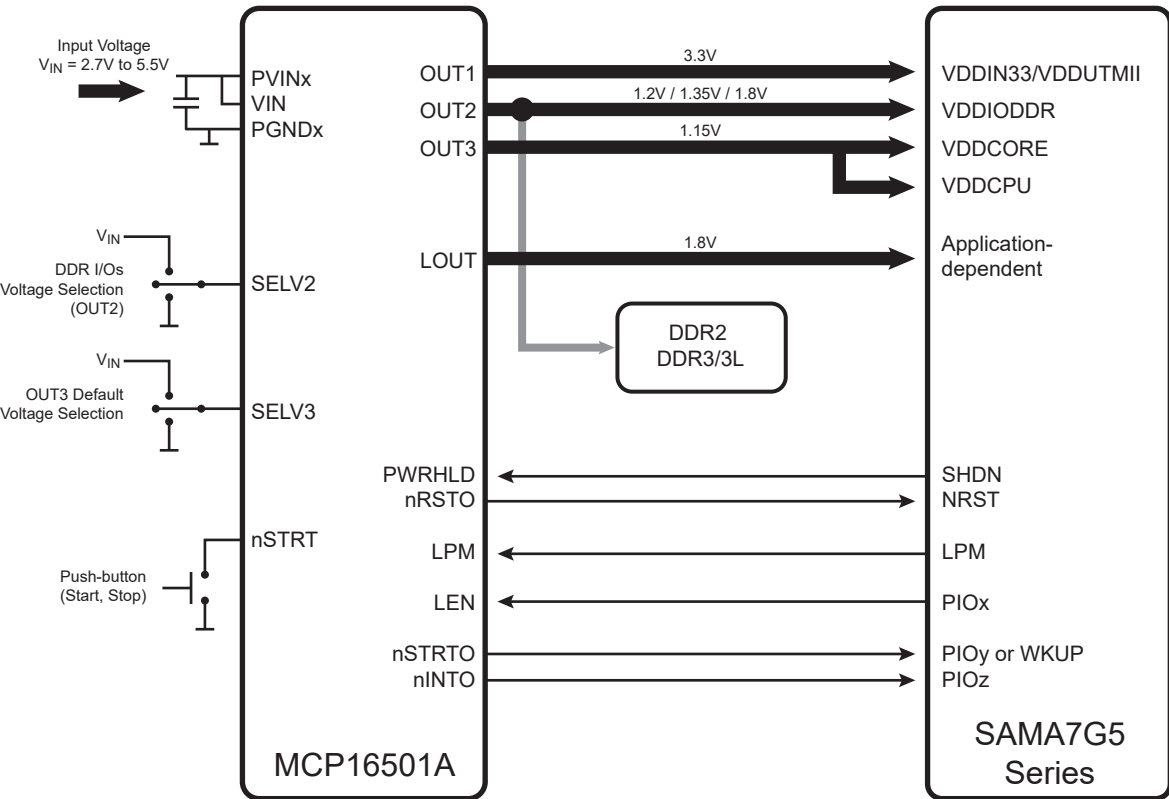 Input Voltage
VIN = 2.7V to 5.5V
PVINx
VIN
PGNDx
VIN
DDR I/Os
Voltage Selection
(OUT2)
SELV2
VIN
OUT3 Default
Voltage Selection
SELV3
nSTRT
Push-button
(Start, Stop)
OUT1
OUT2
OUT3
LOUT
PWRHLD
nRSTO
LPM
LEN
nSTRTO
nINTO
MCP16501A
3.3V
1.2V / 1.35V / 1.8V
1.15V
1.8V
DDR2
DDR3/3L
VDDIN33/VDDUTMII
VDDIODDR
VDDCORE
VDDCPU
Application-
dependent
SHDN
NRST
LPM
PIOx
PIOy or WKUP
PIOz
SAMA7G5
Series